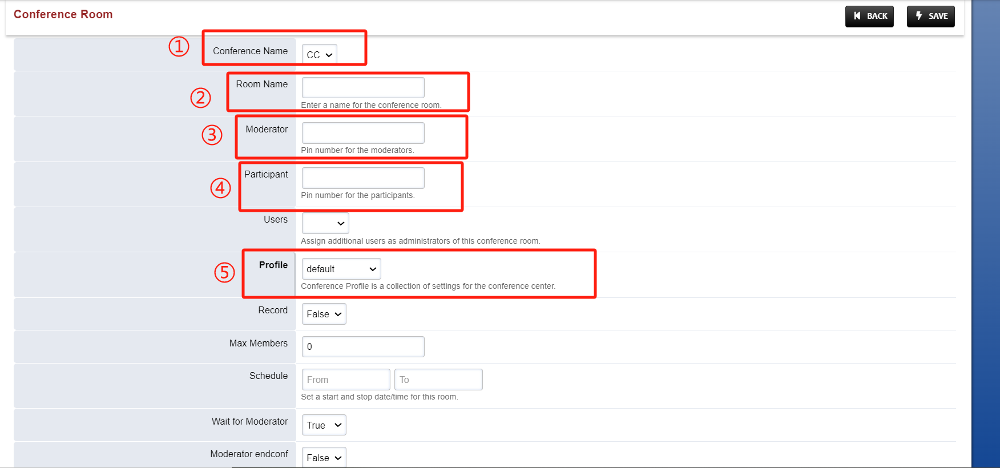 Conference Room
BACK
SAVE
① Conference Name CC
② Room Name
Enter a name for the conference room.
③ Moderator
Pin number for the moderators.
④ Participant
Pin number for the participants.
Users
Assign additional users as administrators of this conference room.
⑤ Profile default
Conference Profile is a collection of settings for the conference center.
Record False
Max Members 0
Schedule From To
Set a start and stop date/time for this room.
Wait for Moderator True
Moderator endconf False